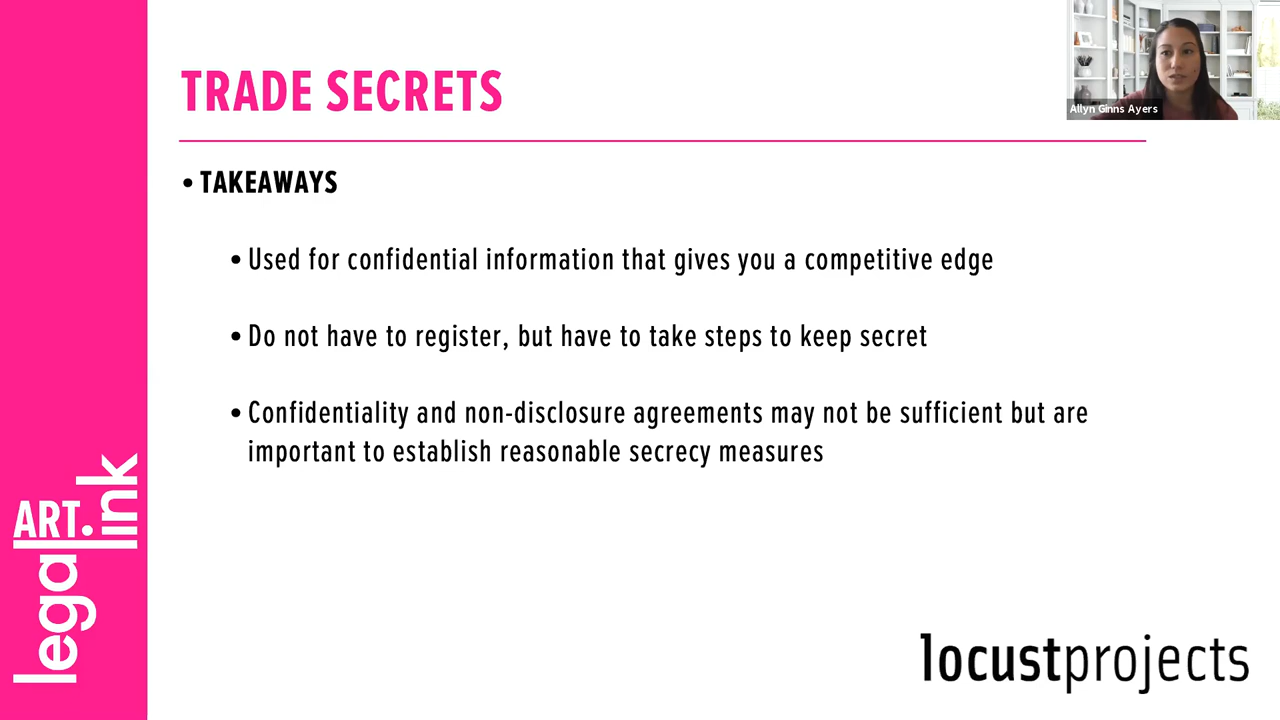 TRADE SECRETS
Allyn Ginns Ayers
• TAKEAWAYS
• Used for confidential information that gives you a competitive edge
• Do not have to register, but have to take steps to keep secret
• Confidentiality and non-disclosure agreements may not be sufficient but are
important to establish reasonable secrecy measures
legal
ART.
link
locustprojects